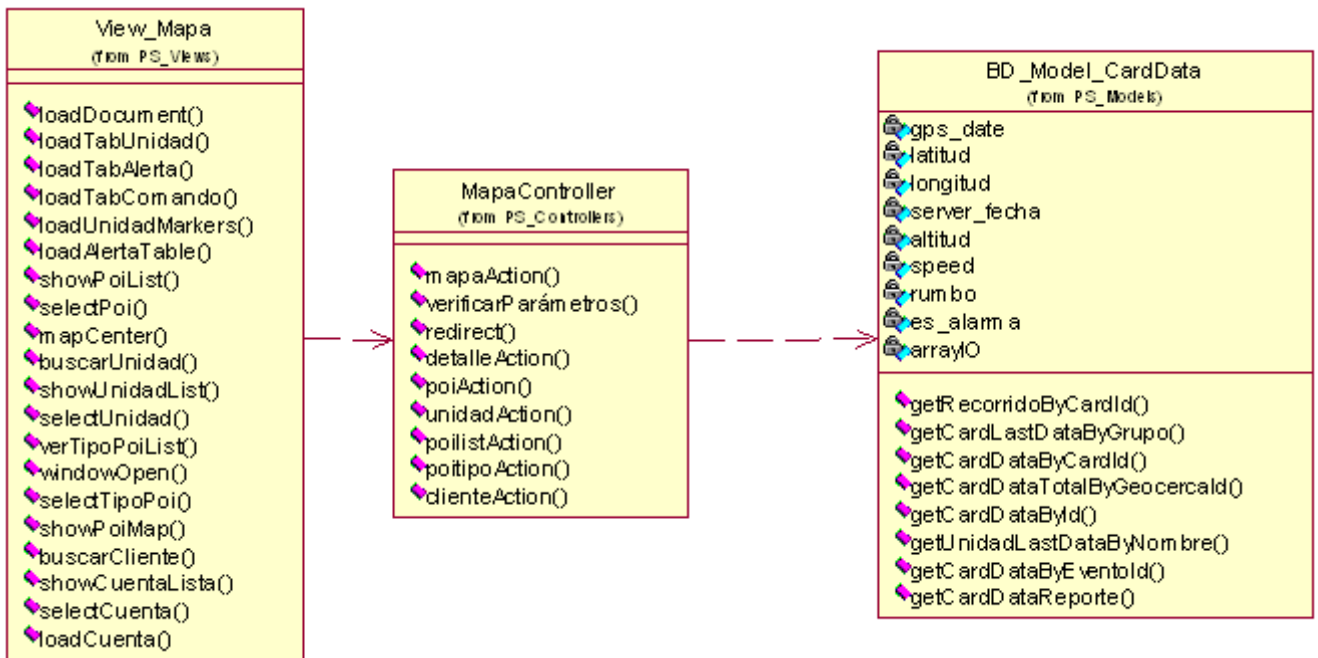 View_Mapa
(from PS_Views)
loadDocument()
loadTabUnidad()
loadTabAlerta()
loadTabComando()
loadUnidadMarkers()
loadAlertaTable()
showPoiList()
selectPoi()
mapCenter()
buscarUnidad()
showUnidadList()
selectUnidad()
verTipoPoiList()
windowOpen()
selectTipoPoi()
showPoiMap()
buscarCliente()
showCuentaLista()
selectCuenta()
loadCuenta()
MapaController
(from PS_Controllers)
mapaAction()
verificarParámetros()
redirect()
detalleAction()
poiAction()
unidadAction()
poilistAction()
poitipoAction()
clienteAction()
BD_Model_CardData
(from PS_Models)
gps_date
latitud
longitud
server_fecha
altitud
speed
rumbo
es_alarma
arrayIO
getRecorridoByCardId()
getCardLastDataByGrupo()
getCardDataByCardId()
getCardDataTotalByGeocercaId()
getCardDataById()
getUnidadLastDataByNombre()
getCardDataByEventoId()
getCardDataReporte()